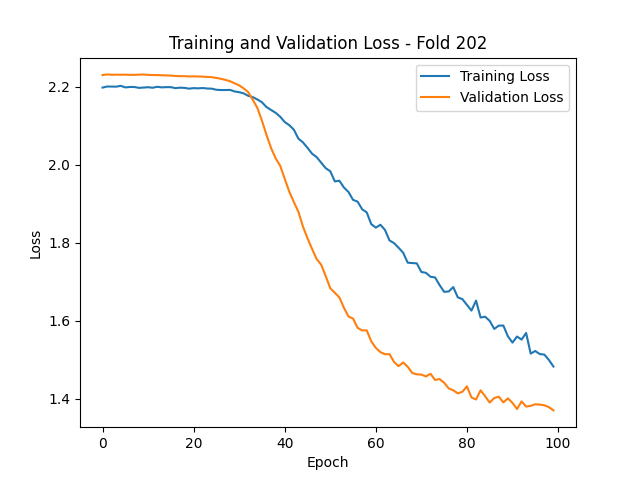 Training and Validation Loss - Fold 202
Training Loss
Validation Loss
Loss
2.2
2.0
1.8
1.6
1.4
0
20
40
60
80
100
Epoch